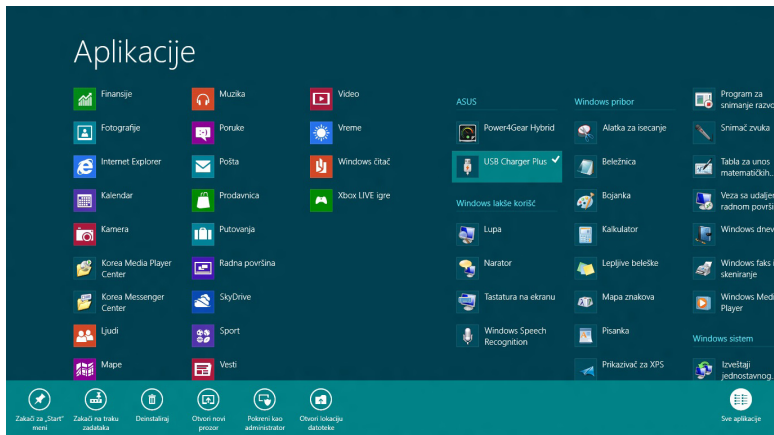 Aplikacije
Finansije
Fotografije
Internet Explorer
Kalendar
Kamera
Korea Media Player
Center
Korea Messenger
Center
Ljudi
Mape
Muzika
Poruke
Pošta
Prodavnica
Putovanja
Radna površina
SkyDrive
Sport
Vesti
Video
Vreme
Windows čitač
Xbox LIVE igre
ASUS
Power4Gear Hybrid
USB Charger Plus
Windows lakše korišć
Lupa
Narator
Tastatura na ekranu
Windows Speech
Recognition
Windows pribor
Alatka za isecanje
Beležnica
Bojanka
Kalkulator
Lepljive beleške
Mapa znakova
Pisanka
Prikazivač za XPS
Program za
snimanje razvo
Snimač zvuka
Tabla za unos
matematičkih...
Veza sa udaljer
radnom površi
Windows dnev
Windows faks i
skeniranje
Windows Medi
Player
Windows sistem
Izveštaji
jednostavnog...
Zakači za „Start“
meni
Zakači na traku
zadataka
Deinstaliraj
Otvori novi
prozor
Pokreni kao
administrator
Otvori lokaciju
datoteke
Sve aplikacije